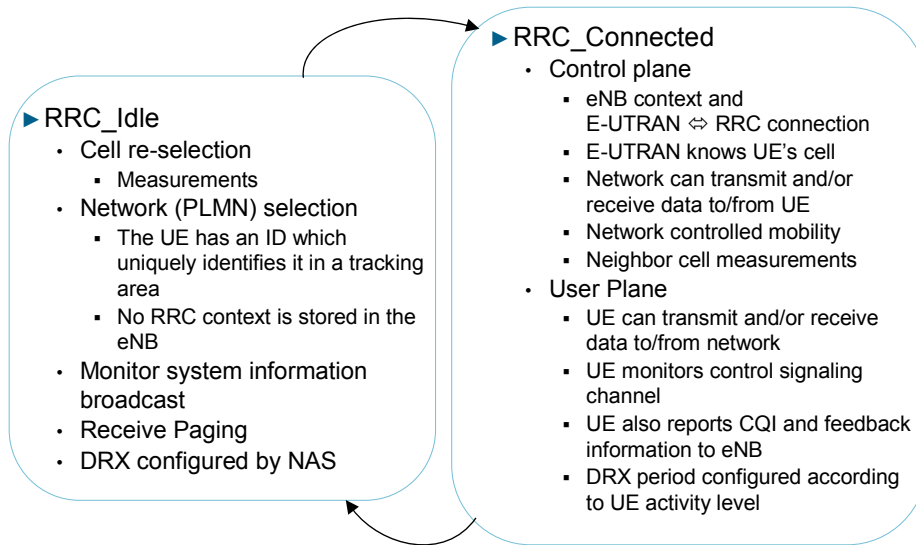 ► RRC_Idle
• Cell re-selection
▪ Measurements
• Network (PLMN) selection
▪ The UE has an ID which
uniquely identifies it in a tracking
area
▪ No RRC context is stored in the
eNB
• Monitor system information
broadcast
• Receive Paging
• DRX configured by NAS
► RRC_Connected
• Control plane
▪ eNB context and
E-UTRAN ⇔ RRC connection
▪ E-UTRAN knows UE's cell
▪ Network can transmit and/or
receive data to/from UE
▪ Network controlled mobility
▪ Neighbor cell measurements
• User Plane
▪ UE can transmit and/or receive
data to/from network
▪ UE monitors control signaling
channel
▪ UE also reports CQI and feedback
information to eNB
▪ DRX period configured according
to UE activity level